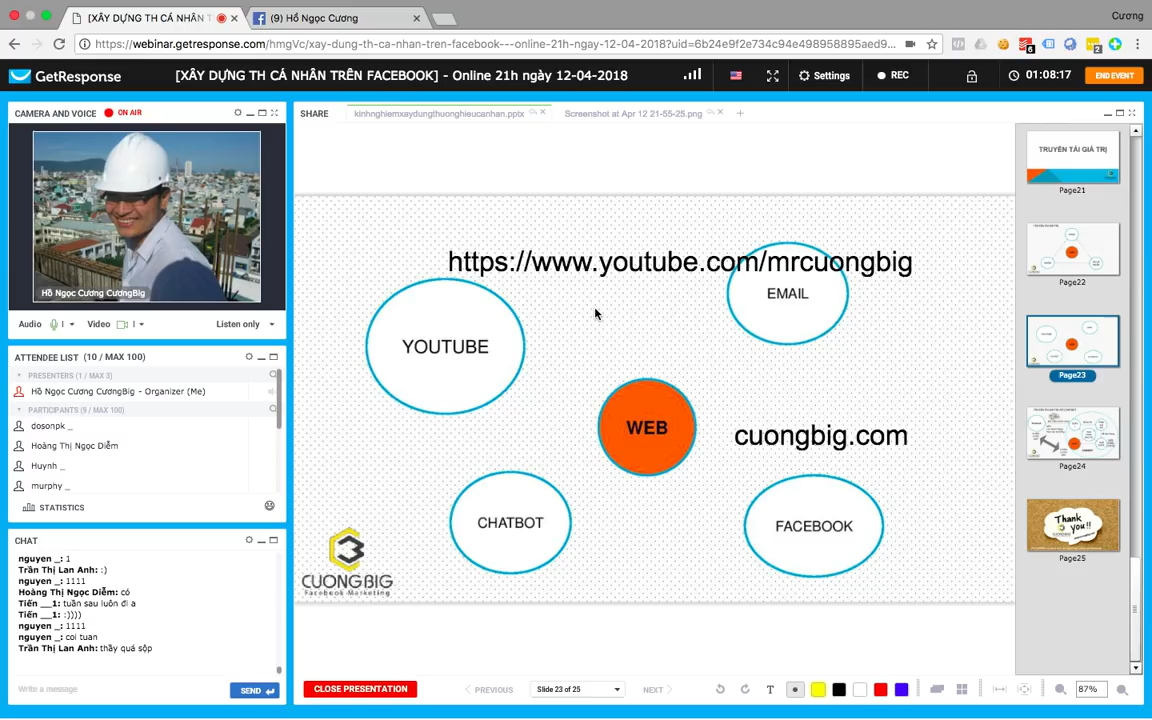 [XÂY DỰNG TH CÁ NHÂN T
(9) Hồ Ngọc Cương
Cương
https://webinar.getresponse.com/hmgVc/xay-dung-th-ca-nhan-tren-facebook---online-21h-ngay-12-04-2018?uid=6b24e9f2e734c94e498958895aed9...
6
2
GetResponse
[XÂY DỰNG TH CÁ NHÂN TRÊN FACEBOOK] - Online 21h ngày 12-04-2018
Settings
REC
01:08:17
END EVENT
CAMERA AND VOICE
ON AIR
Hồ Ngọc Cương CươngBig
Audio
Video
Listen only
ATTENDEE LIST (10 / MAX 100)
PRESENTERS (1 / MAX 3)
Hồ Ngọc Cương CươngBig - Organizer (Me)
PARTICIPANTS (9 / MAX 100)
dosonpk _
Hoàng Thị Ngọc Diễm
Huynh _
murphy _
STATISTICS
CHAT
nguyen _: 1
Trần Thị Lan Anh: :)
nguyen _: 1111
Hoàng Thị Ngọc Diễm: có
Tiến __1: tuần sau luôn đi a
Tiến __1: :))))
nguyen _: 1111
nguyen _: coi tuan
Trần Thị Lan Anh: thầy quá sộp
Write a message
SEND
SHARE
kinhnghiemxaydungthuonghieucanhan.pptx
Screenshot at Apr 12 21-55-25.png
https://www.youtube.com/mrcuongbig
EMAIL
YOUTUBE
WEB
cuongbig.com
CHATBOT
FACEBOOK
CUONGBIG
Facebook Marketing
CLOSE PRESENTATION
PREVIOUS
Slide 23 of 25
NEXT
T
87%
TRUYỀN TẢI GIÁ TRỊ
Page21
Page22
WEB
Page23
Page24
Thank
you!!
Page25